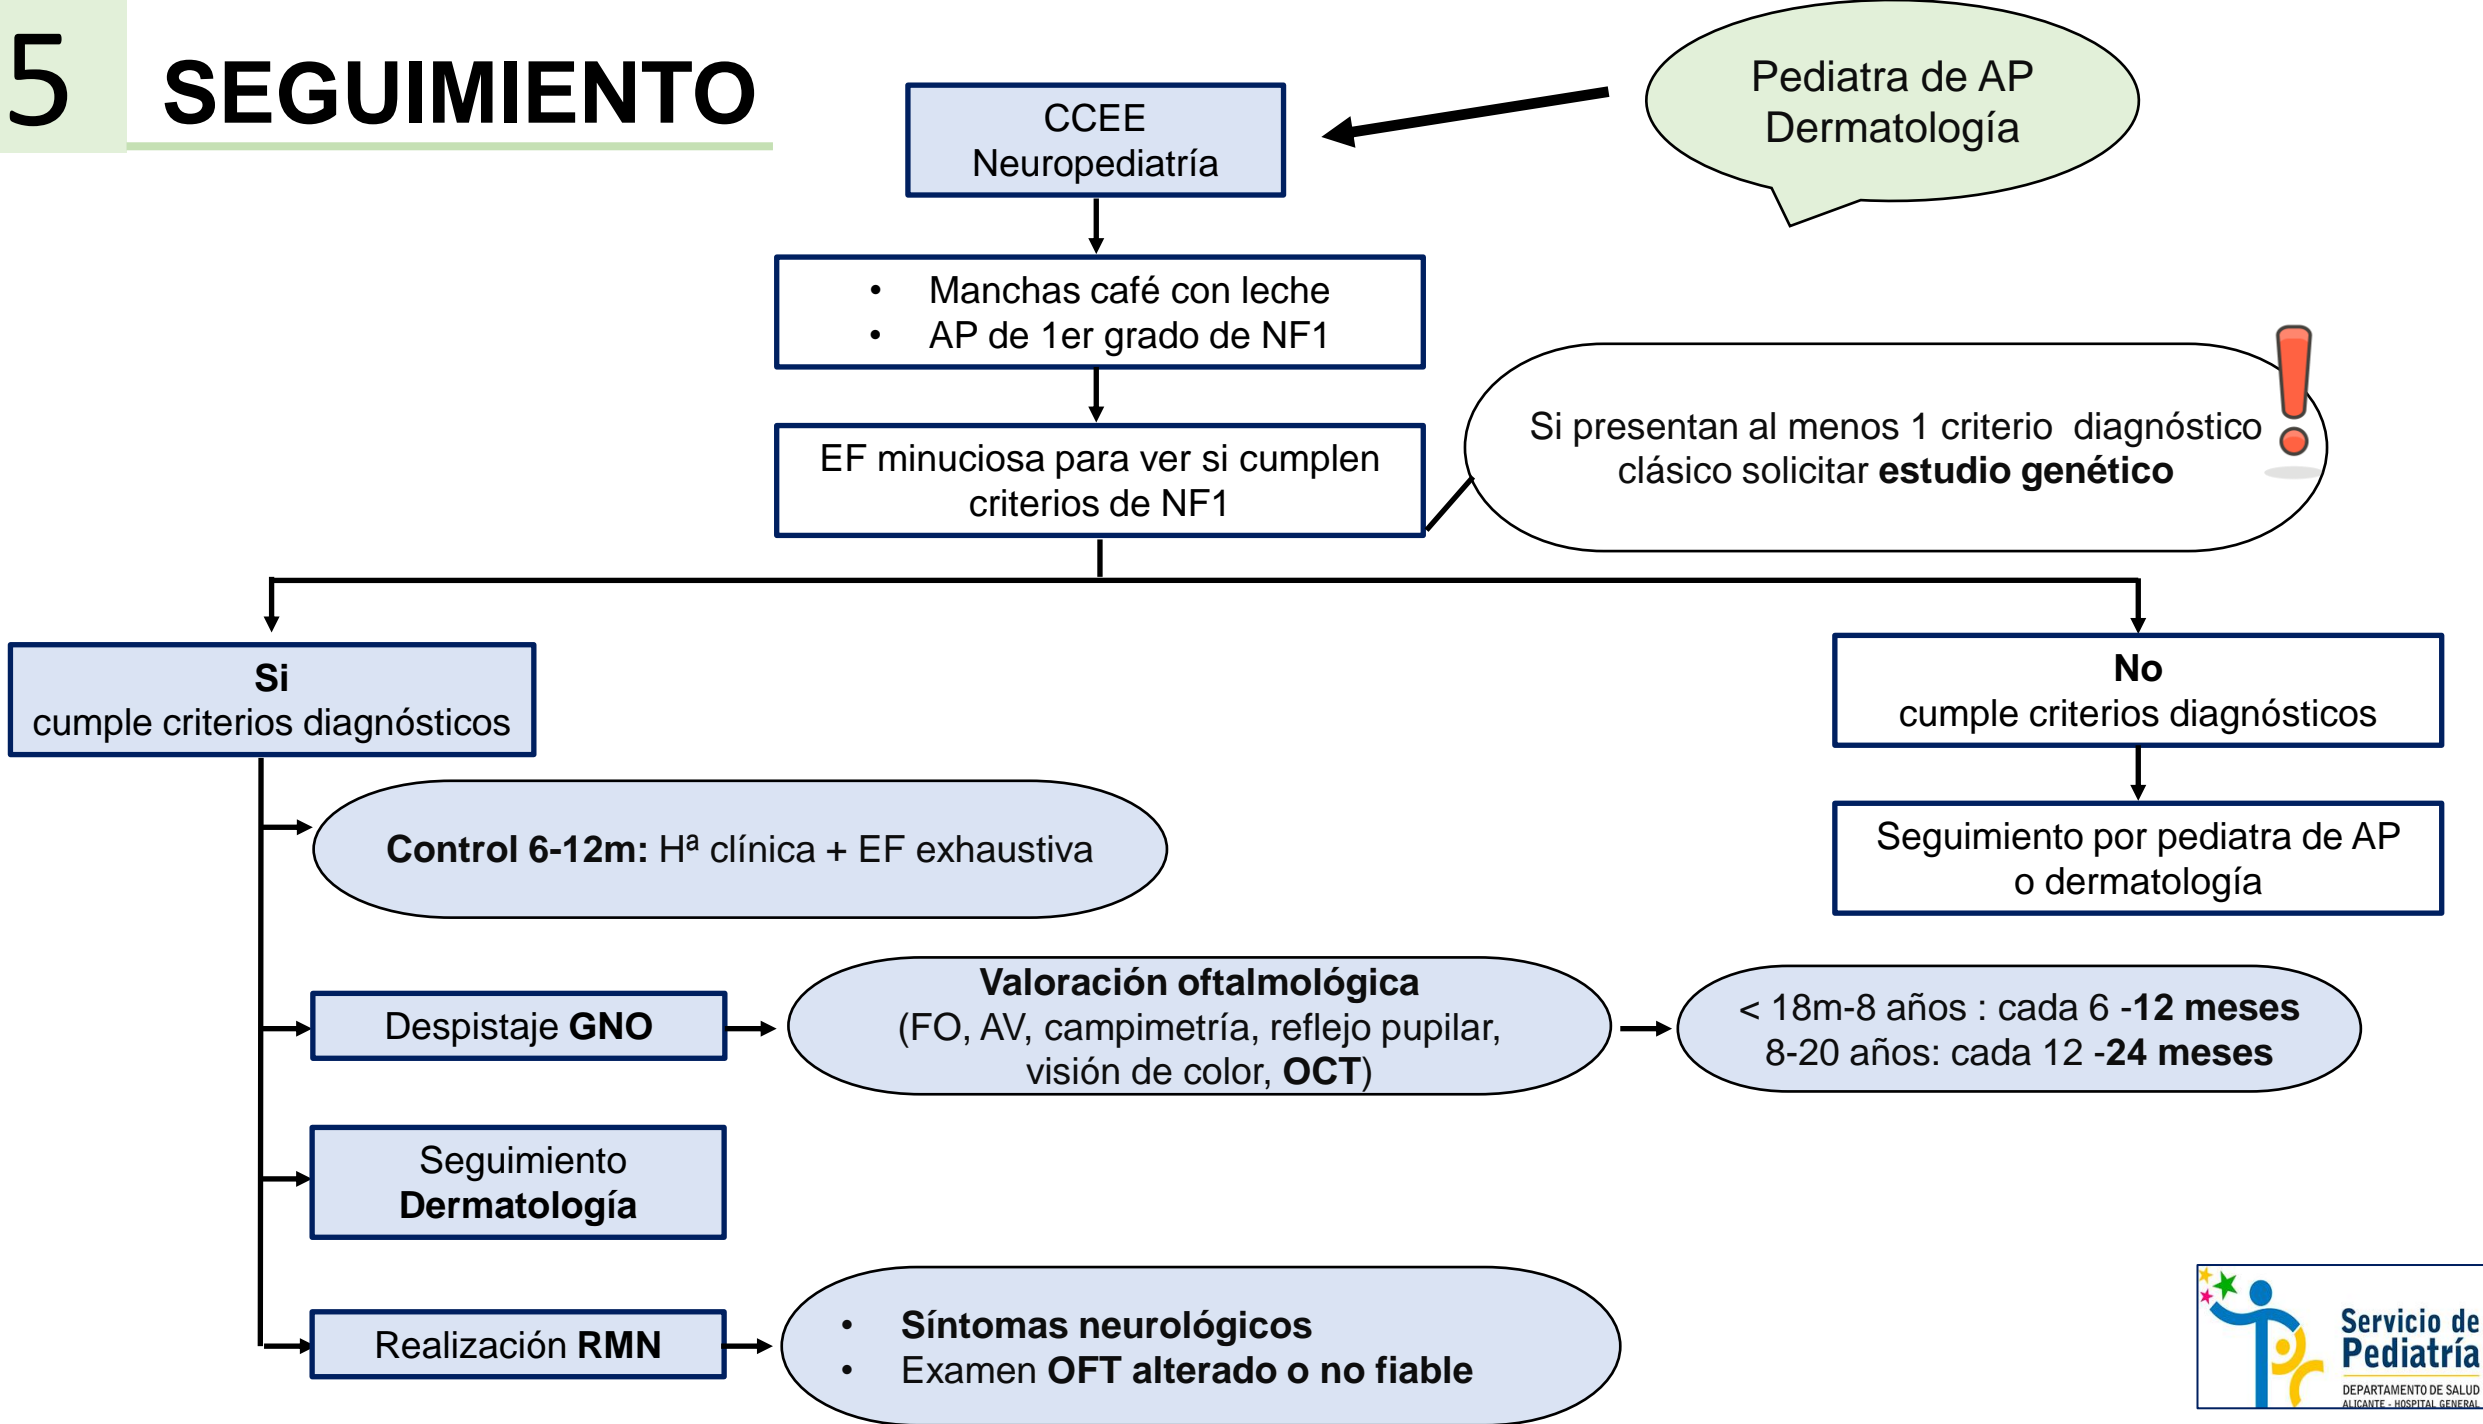 5
SEGUIMIENTO
CCEE
Neuropediatría
Pediatra de AP
Dermatología
• Manchas café con leche
• AP de 1er grado de NF1
EF minuciosa para ver si cumplen
criterios de NF1
Si presentan al menos 1 criterio diagnóstico
clásico solicitar estudio genético
Si
cumple criterios diagnósticos
No
cumple criterios diagnósticos
Control 6-12m: Hª clínica + EF exhaustiva
Seguimiento por pediatra de AP
o dermatología
Despistaje GNO
Valoración oftalmológica
(FO, AV, campimetría, reflejo pupilar,
visión de color, OCT)
< 18m-8 años : cada 6 -12 meses
8-20 años: cada 12 -24 meses
Seguimiento
Dermatología
Realización RMN
• Síntomas neurológicos
• Examen OFT alterado o no fiable
Servicio de
Pediatría
DEPARTAMENTO DE SALUD
ALICANTE - HOSPITAL GENERAL